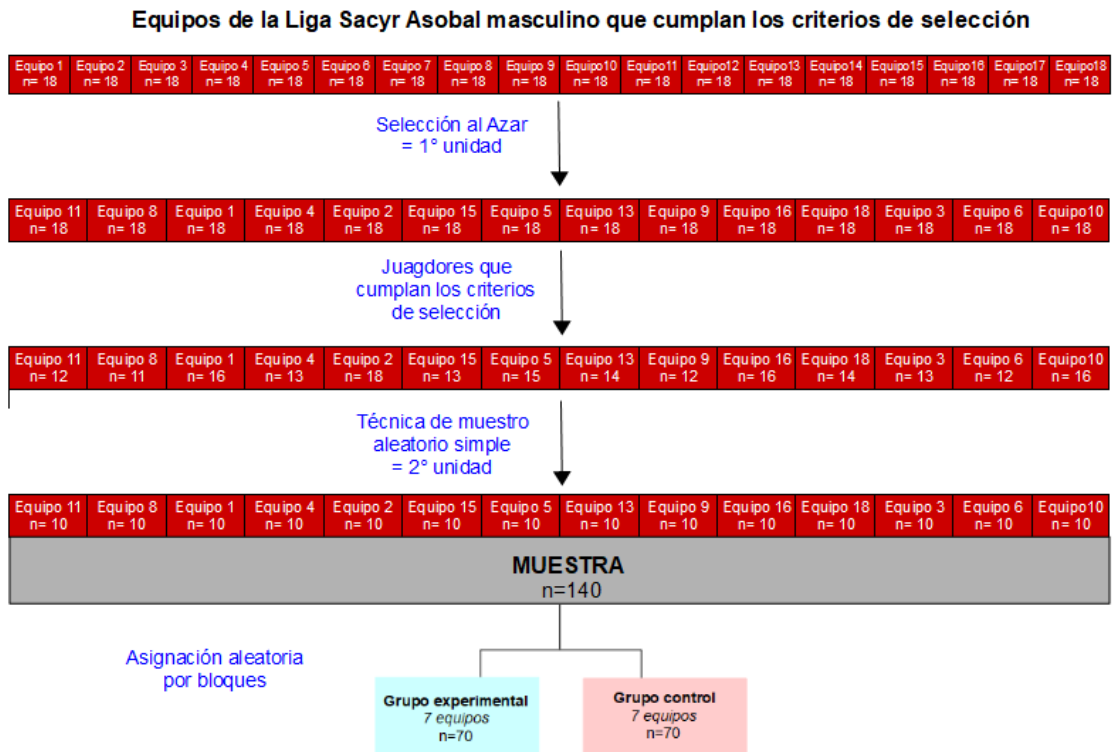 Equipos de la Liga Sacyr Asobal masculino que cumplan los criterios de selección
Equipo 1 Equipo 2 Equipo 3 Equipo 4 Equipo 5 Equipo 6 Equipo 7 Equipo 8 Equipo 9 Equipo10 Equipo11 Equipo12 Equipo13 Equipo14 Equipo15 Equipo16 Equipo17 Equipo18
n= 18 n= 18 n= 18 n= 18 n= 18 n= 18 n= 18 n= 18 n= 18 n= 18 n= 18 n= 18 n= 18 n= 18 n= 18 n= 18 n= 18 n= 18
Selección al Azar
= 1° unidad
Equipo 11 Equipo 8 Equipo 1 Equipo 4 Equipo 2 Equipo 15 Equipo 5 Equipo 13 Equipo 9 Equipo 16 Equipo 18 Equipo 3 Equipo 6 Equipo10
n= 18 n= 18 n= 18 n= 18 n= 18 n= 18 n= 18 n= 18 n= 18 n= 18 n= 18 n= 18 n= 18 n= 18
Juagdores que
cumplan los criterios
de selección
Equipo 11 Equipo 8 Equipo 1 Equipo 4 Equipo 2 Equipo 15 Equipo 5 Equipo 13 Equipo 9 Equipo 16 Equipo 18 Equipo 3 Equipo 6 Equipo10
n= 12 n= 11 n= 16 n= 13 n= 18 n= 13 n= 15 n= 14 n= 12 n= 16 n= 14 n= 13 n= 12 n= 16
Técnica de muestro
aleatorio simple
= 2° unidad
Equipo 11 Equipo 8 Equipo 1 Equipo 4 Equipo 2 Equipo 15 Equipo 5 Equipo 13 Equipo 9 Equipo 16 Equipo 18 Equipo 3 Equipo 6 Equipo10
n= 10 n= 10 n= 10 n= 10 n= 10 n= 10 n= 10 n= 10 n= 10 n= 10 n= 10 n= 10 n= 10 n= 10
MUESTRA
n=140
Asignación aleatoria
por bloques
Grupo experimental
7 equipos
n=70
Grupo control
7 equipos
n=70